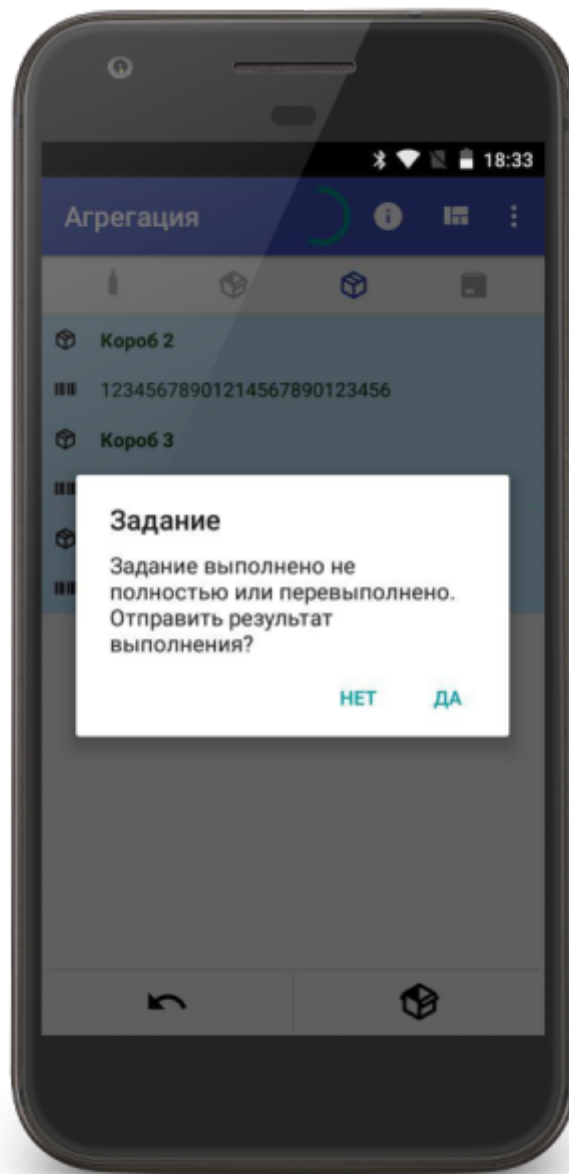 18:33
Агрегация
Короб 2
12345678901214567890123456
Короб 3
Задание
Задание выполнено не
полностью или перевыполнено.
Отправить результат
выполнения?
НЕТ ДА